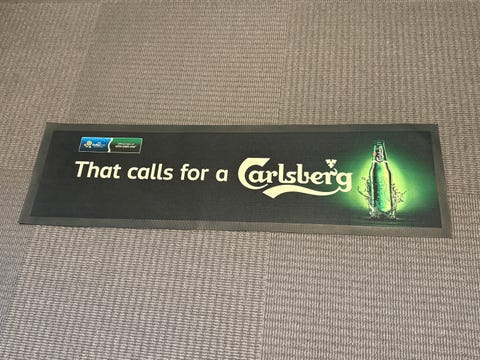 That calls for a Carlsberg